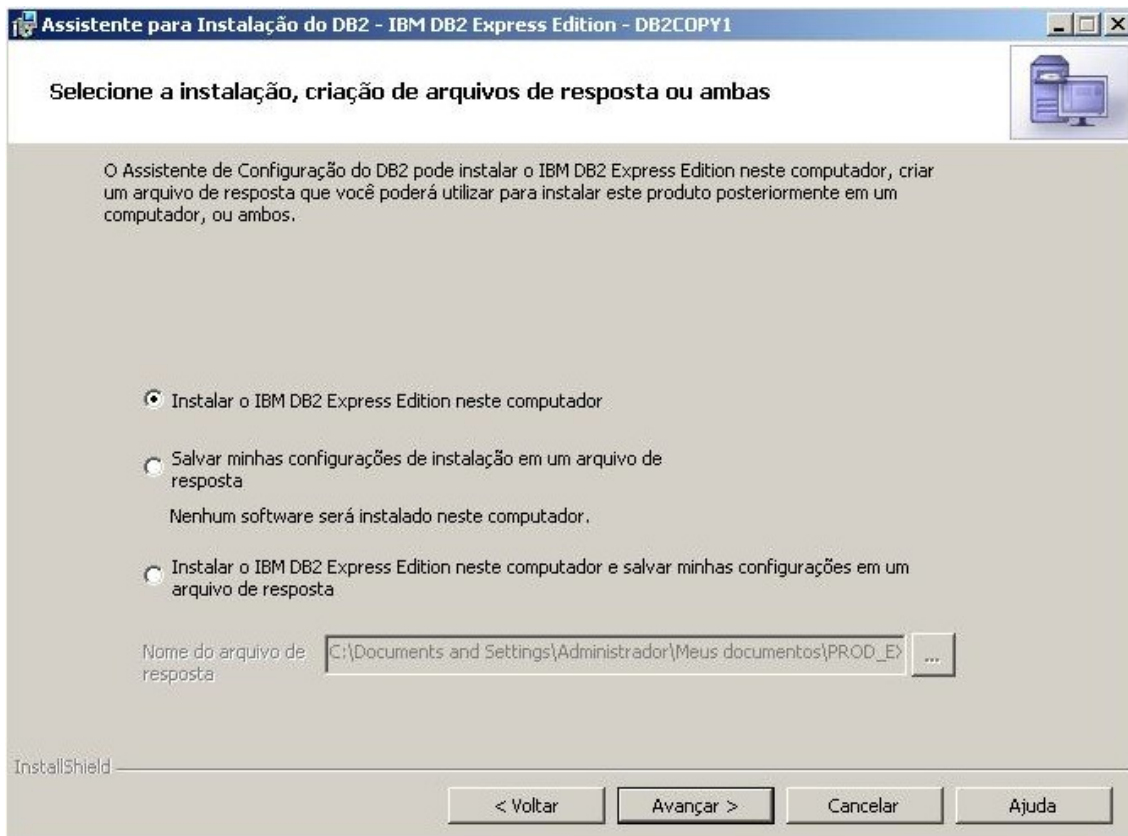 Assistente para Instalação do DB2 - IBM DB2 Express Edition - DB2COPY1
Selecione a instalação, criação de arquivos de resposta ou ambas
O Assistente de Configuração do DB2 pode instalar o IBM DB2 Express Edition neste computador, criar
um arquivo de resposta que você poderá utilizar para instalar este produto posteriormente em um
computador, ou ambos.
Instalar o IBM DB2 Express Edition neste computador
Salvar minhas configurações de instalação em um arquivo de
resposta
Nenhum software será instalado neste computador.
Instalar o IBM DB2 Express Edition neste computador e salvar minhas configurações em um
arquivo de resposta
Nome do arquivo de
resposta
C:\Documents and Settings\Administrador\Meus documentos\PROD_EX
...
InstallShield
< Voltar
Avançar >
Cancelar
Ajuda